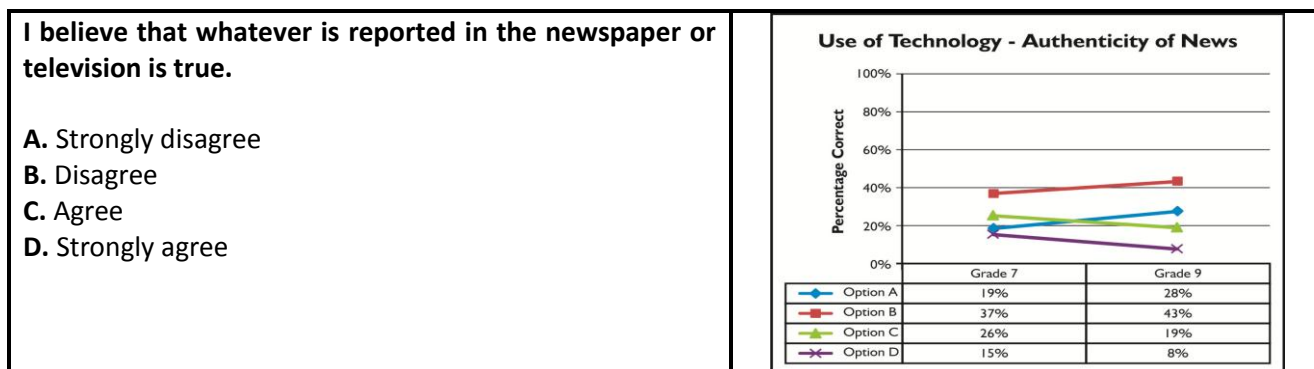 I believe that whatever is reported in the newspaper or
television is true.
A. Strongly disagree
B. Disagree
C. Agree
D. Strongly agree
Use of Technology - Authenticity of News
Percentage Correct
100%
80%
60%
40%
20%
0%
Grade 7 Grade 9
Option A 19% 28%
Option B 37% 43%
Option C 26% 19%
Option D 15% 8%